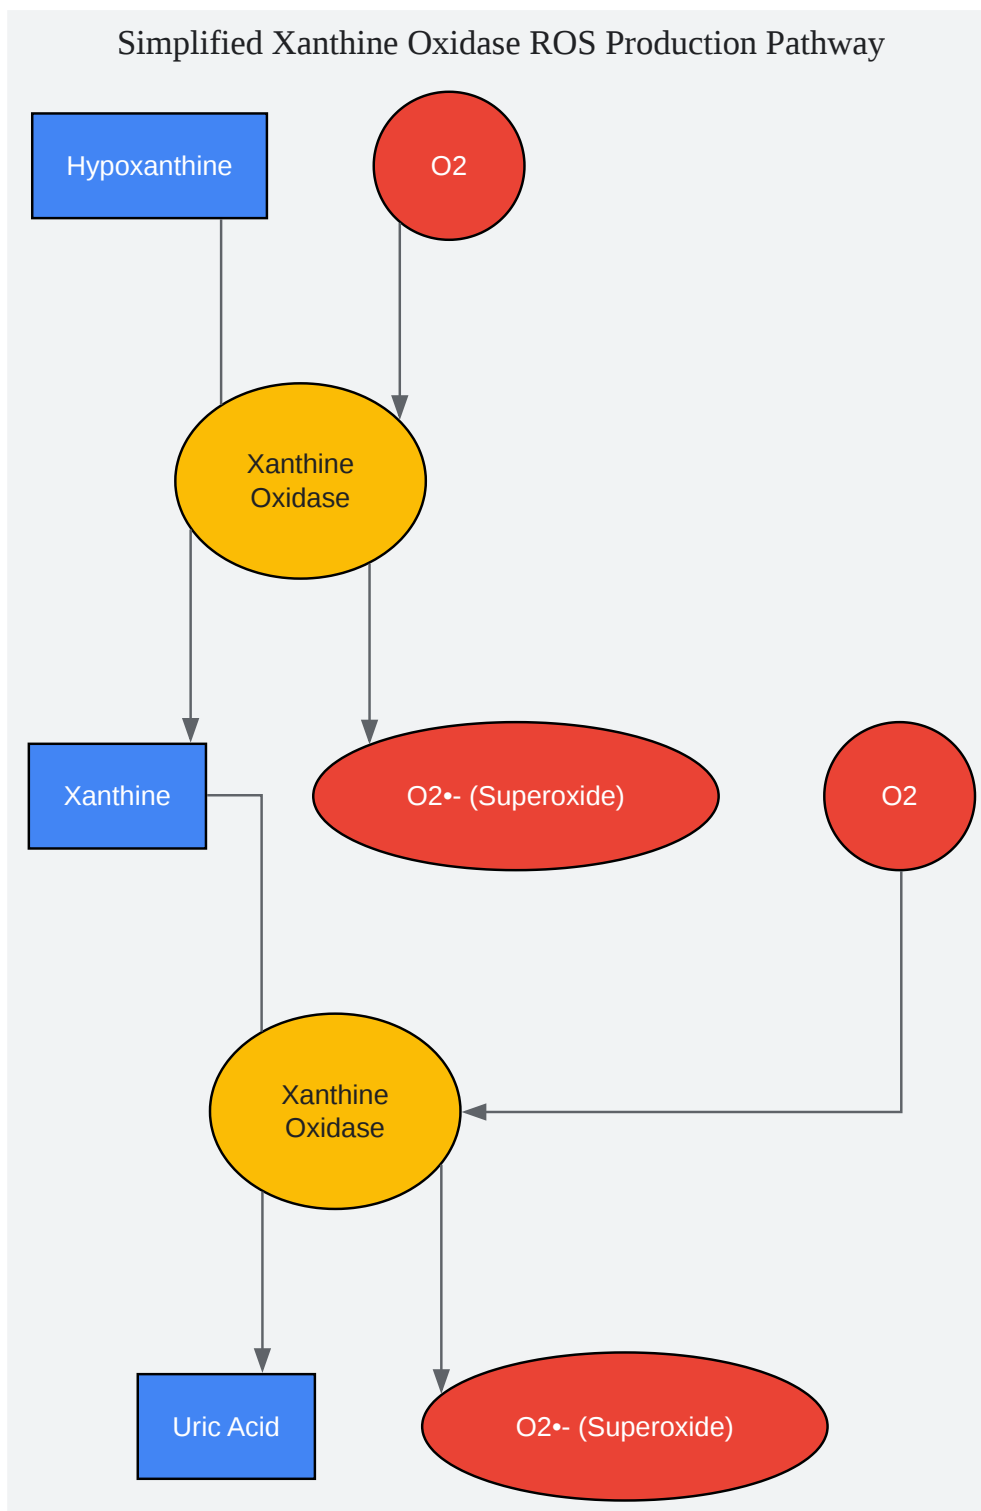 Simplified Xanthine Oxidase ROS Production Pathway
Hypoxanthine
O2
Xanthine
Oxidase
Xanthine
O2•- (Superoxide)
O2
Xanthine
Oxidase
Uric Acid
O2•- (Superoxide)